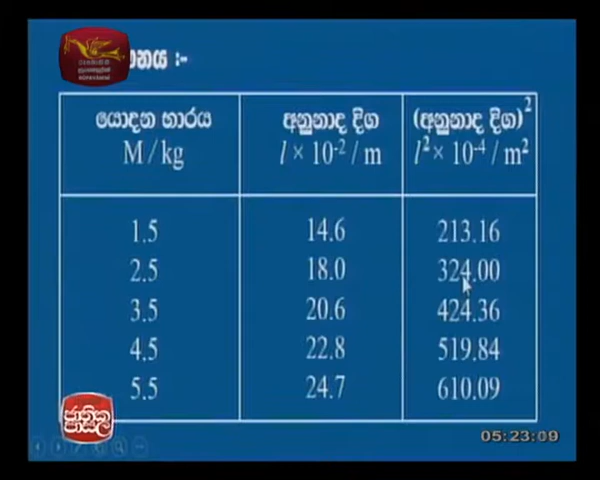 යොදන භාරය
M / kg
අනුනාද දිග
l × 10-2 / m
(අනුනාද දිග)2
l2 × 10-4 / m2
1.5 14.6 213.16
2.5 18.0 324.00
3.5 20.6 424.36
4.5 22.8 519.84
5.5 24.7 610.09
ජාතික
පාසල
05:23:09